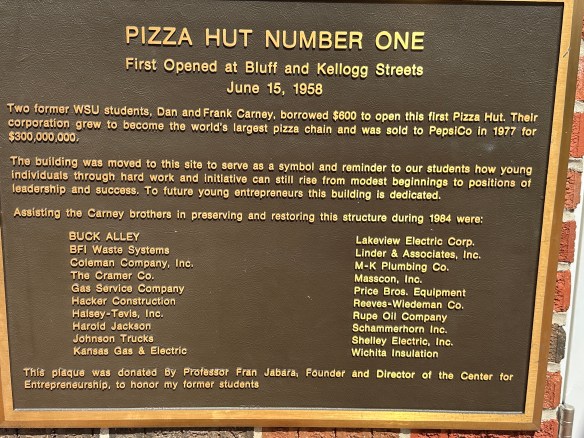 PIZZA HUT NUMBER ONE
First Opened at Bluff and Kellogg Streets
June 15, 1958
Two former WSU students, Dan and Frank Carney, borrowed $600 to open this first Pizza Hut. Their
corporation grew to become the world's largest pizza chain and was sold to PepsiCo in 1977 for
$300,000,000.
The building was moved to this site to serve as a symbol and reminder to our students how young
individuals through hard work and initiative can still rise from modest beginnings to positions of
leadership and success. To future young entrepreneurs this building is dedicated.
Assisting the Carney brothers in preserving and restoring this structure during 1984 were:
BUCK ALLEY
BFI Waste Systems
Coleman Company, Inc.
The Cramer Co.
Gas Service Company
Hacker Construction
Halsey-Tevis, Inc.
Harold Jackson
Johnson Trucks
Kansas Gas & Electric
Lakeview Electric Corp.
Linder & Associates, Inc.
M-K Plumbing Co.
Masscon, Inc.
Price Bros. Equipment
Reeves-Wiedeman Co.
Rupe Oil Company
Schammerhorn Inc.
Shelley Electric, Inc.
Wichita Insulation
This plaque was donated By Professor Fran Jabara, Founder and Director of the Center for
Entrepreneurship, to honor my former students